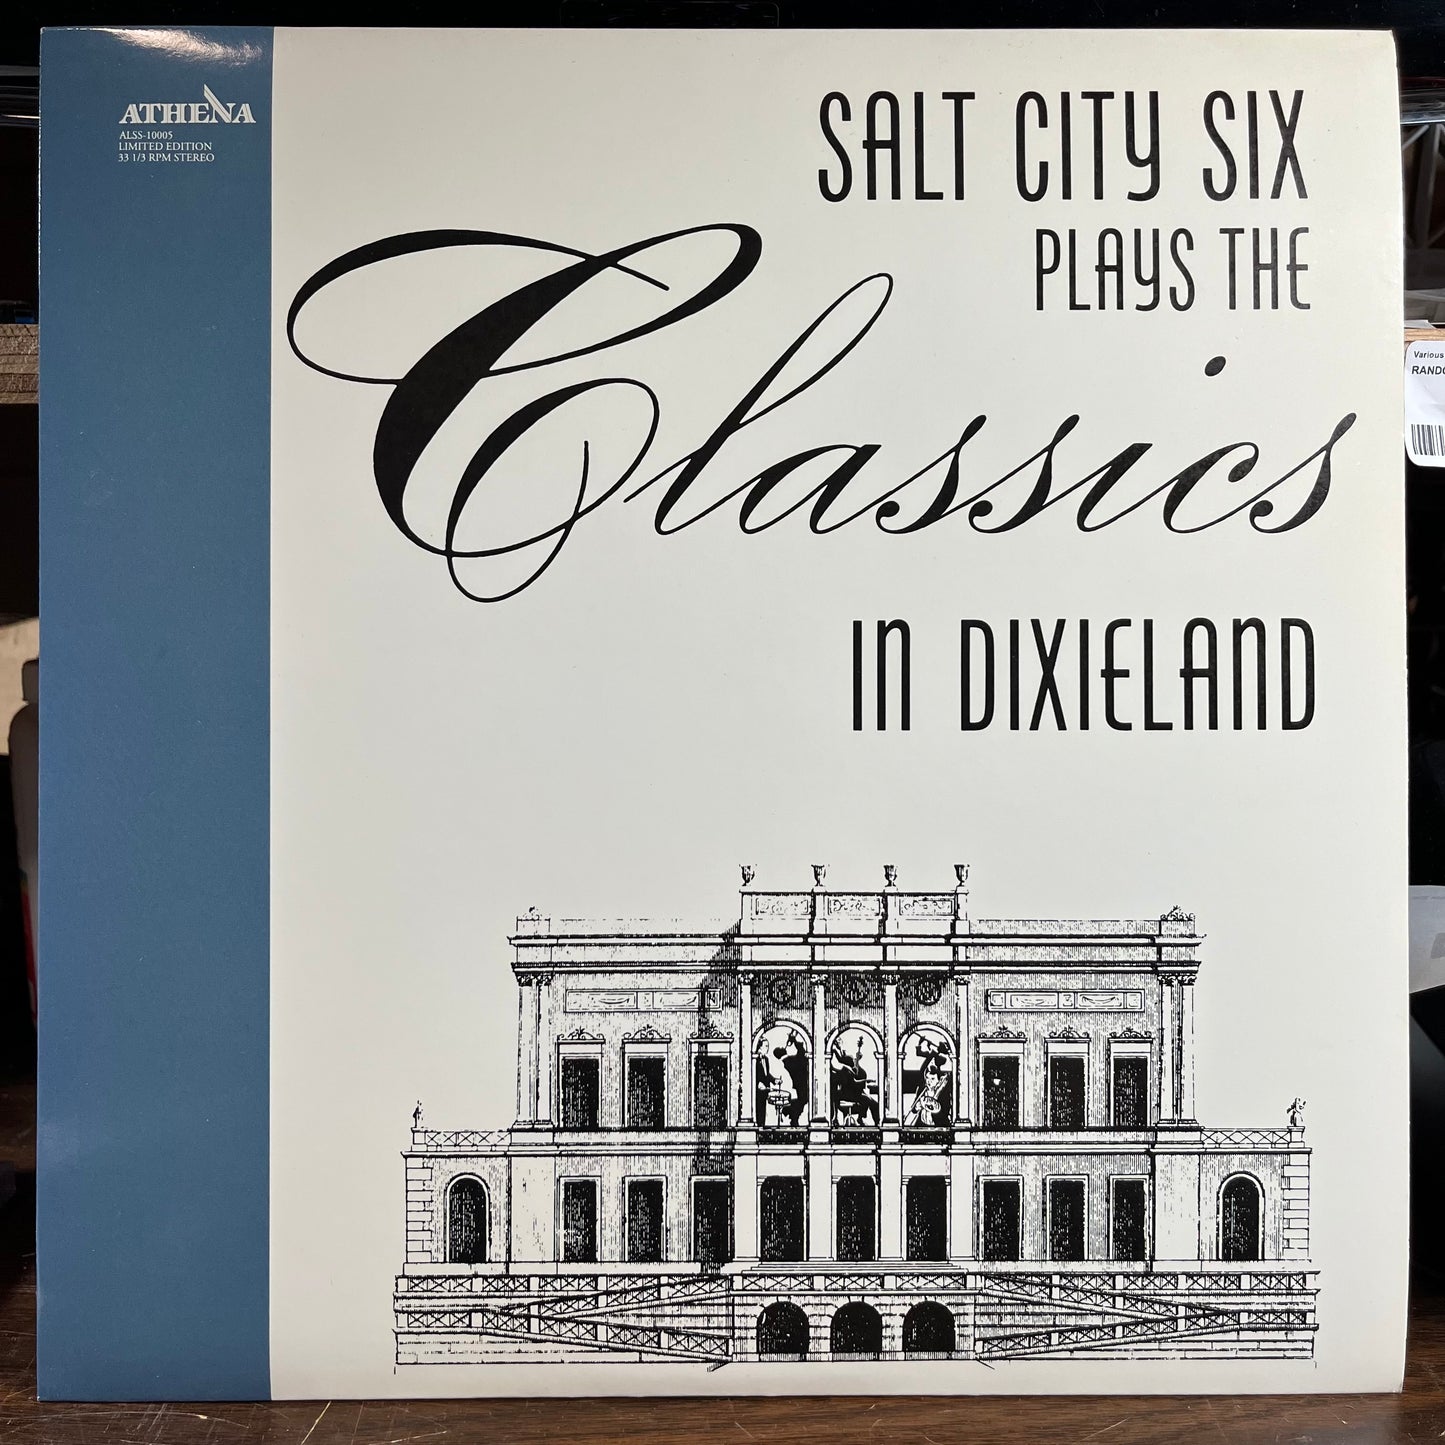 ATHENA
ALSS-10005
LIMITED EDITION
33 1/3 RPM STEREO
SALT CITY SIX
PLAYS THE
Classics
IN DIXIELAND
Various